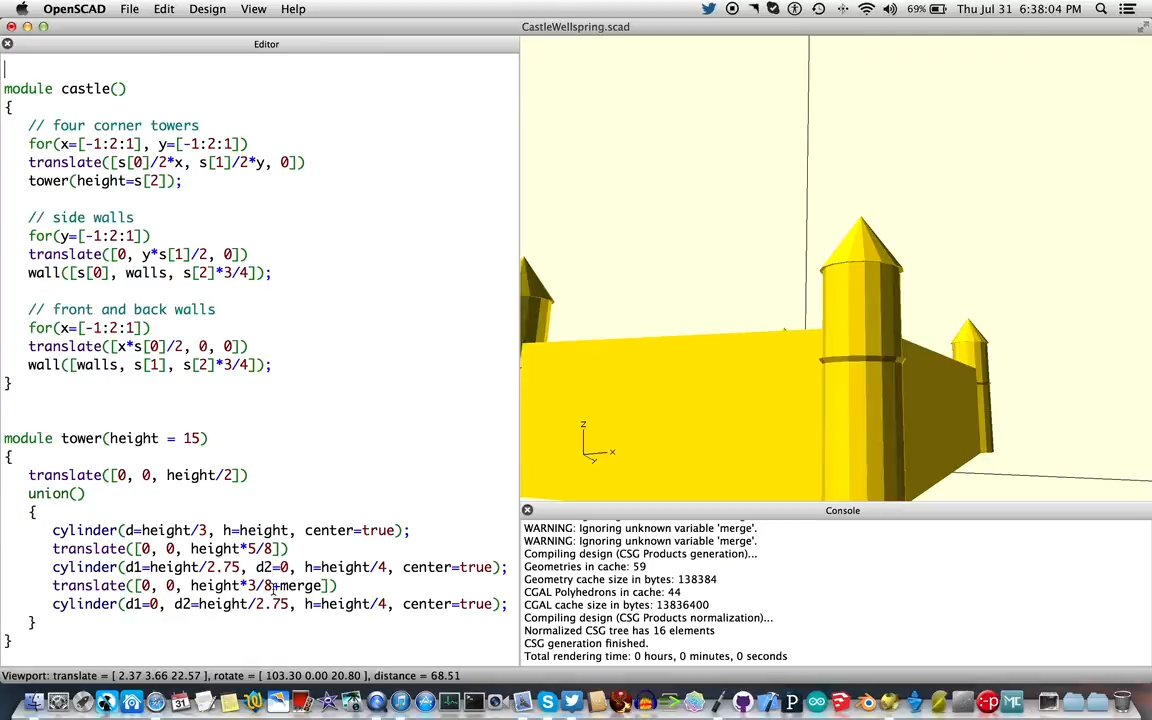 OpenSCAD File Edit Design View Help 69% Thu Jul 31 6:38:04 PM
CastleWellspring.scad
Editor
module castle()
{
// four corner towers
for(x=[-1:2:1], y=[-1:2:1])
translate([s[0]/2*x, s[1]/2*y, 0])
tower(height=s[2]);
// side walls
for(y=[-1:2:1])
translate([0, y*s[1]/2, 0])
wall([s[0], walls, s[2]*3/4]);
// front and back walls
for(x=[-1:2:1])
translate([x*s[0]/2, 0, 0])
wall([walls, s[1], s[2]*3/4]);
}
module tower(height = 15)
{
translate([0, 0, height/2])
union()
{
cylinder(d=height/3, h=height, center=true);
translate([0, 0, height*5/8])
cylinder(d1=height/2.75, d2=0, h=height/4, center=true);
translate([0, 0, height*3/8+merge])
cylinder(d1=0, d2=height/2.75, h=height/4, center=true);
}
}
z
x
Y
Console
WARNING: Ignoring unknown variable 'merge'.
WARNING: Ignoring unknown variable 'merge'.
Compiling design (CSG Products generation)...
Geometries in cache: 59
Geometry cache size in bytes: 138384
CGAL Polyhedrons in cache: 44
CGAL cache size in bytes: 13836400
Compiling design (CSG Products normalization)...
Normalized CSG tree has 16 elements
CSG generation finished.
Total rendering time: 0 hours, 0 minutes, 0 seconds
Viewport: translate = [ 2.37 3.66 22.57 ], rotate = [ 103.30 0.00 20.80 ], distance = 68.51